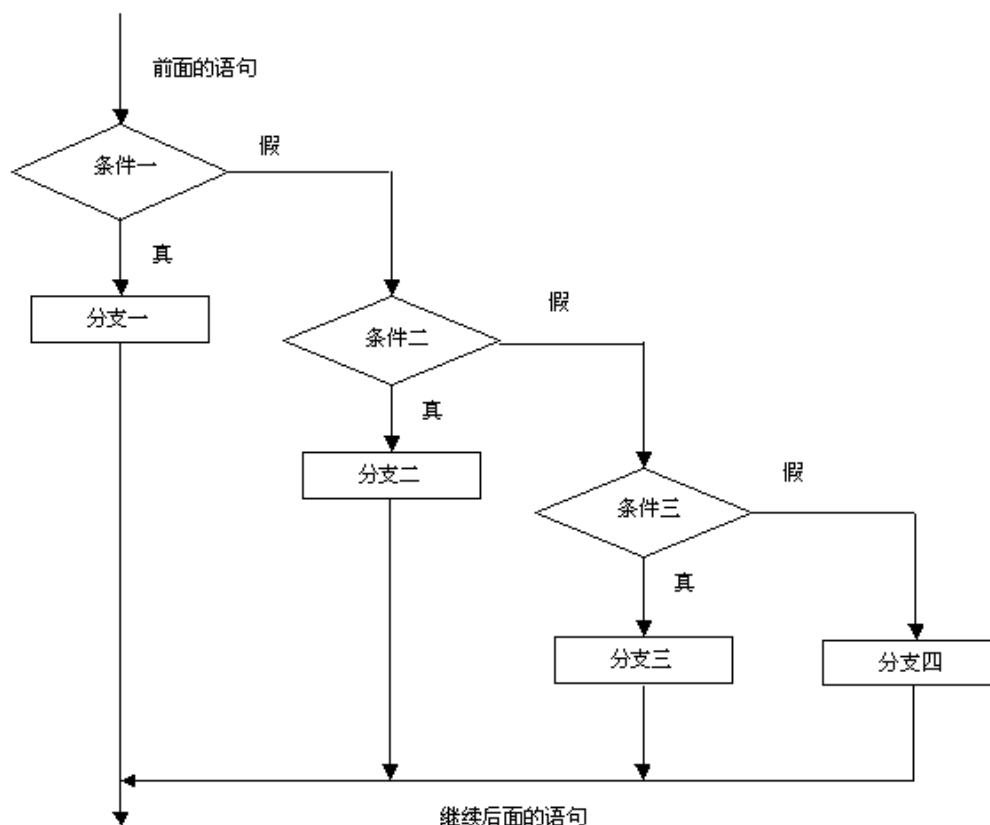 前面的语句
条件一
假
真
分支一
条件二
假
真
分支二
条件三
假
真
分支三
分支四
继续后面的语句